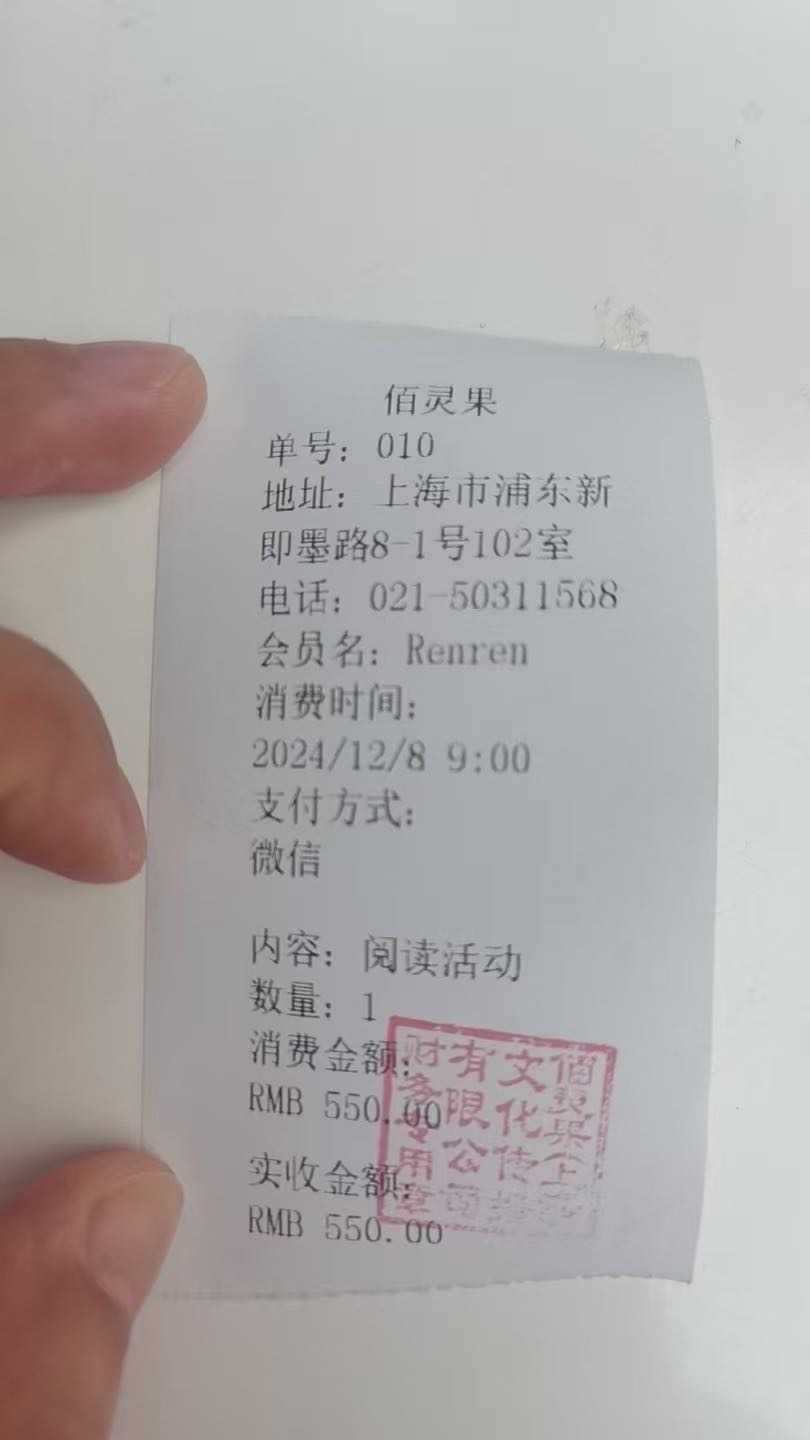 佰灵果
单号：010
地址：上海市浦东新
即墨路8-1号102室
电话：021-50311568
会员名：Renren
消费时间：
2024/12/8 9:00
支付方式：
微信
内容：阅读活动
数量：1
消费金额：
RMB 550.00
实收金额：
RMB 550.00
文化传播
有限公司
财务专用章